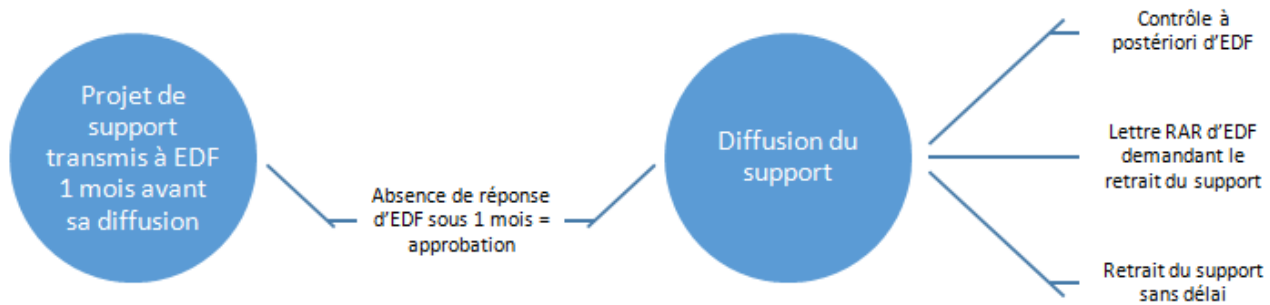 Projet de
support
transmis à EDF
1 mois avant
sa diffusion
Absence de réponse
d'EDF sous 1 mois =
approbation
Diffusion du
support
Contrôle à
postériori d'EDF
Lettre RAR d'EDF
demandant le
retrait du support
Retrait du support
sans délai